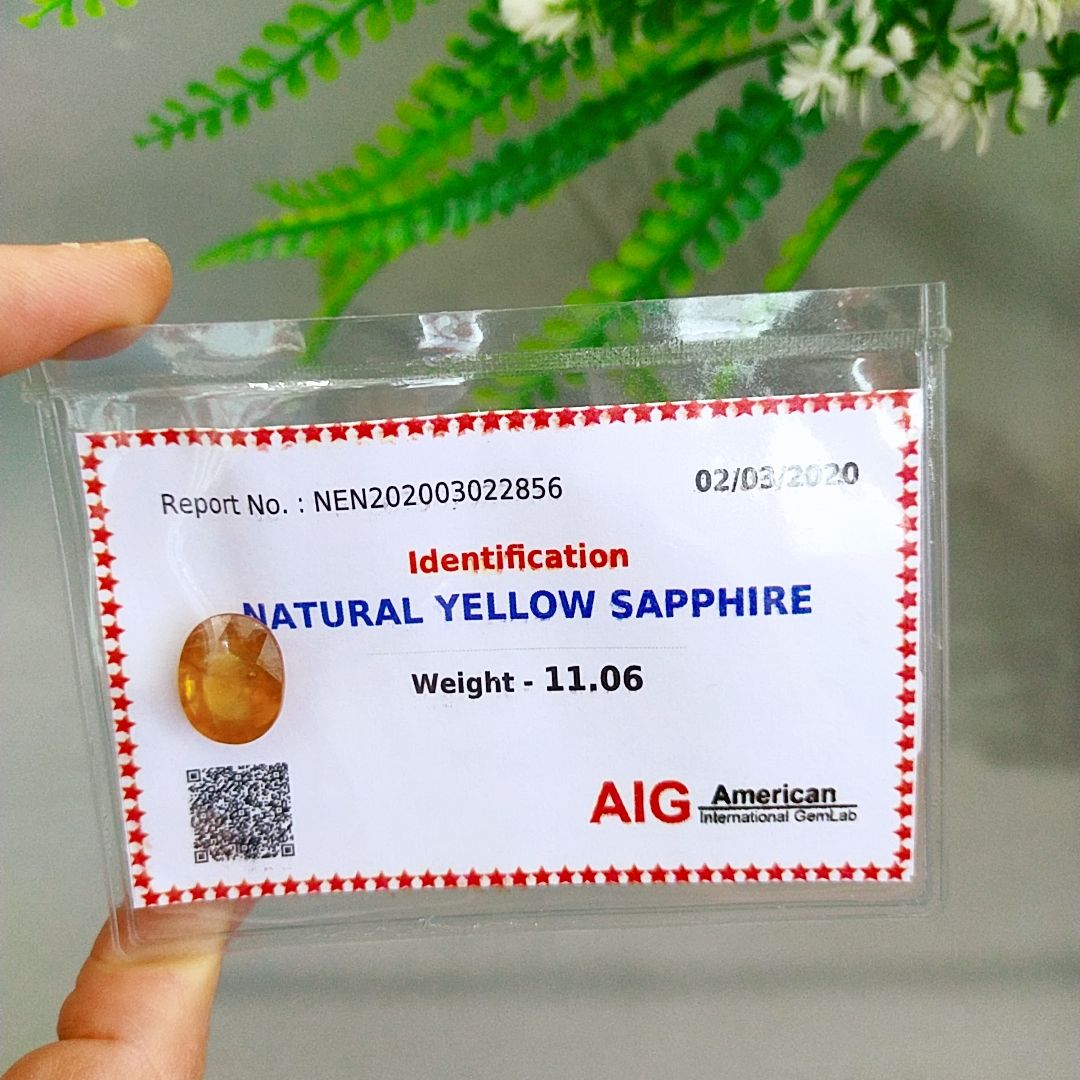 Report No. : NEN202003022856
02/03/2020
Identification
NATURAL YELLOW SAPPHIRE
Weight - 11.06
AIG American
International GemLab